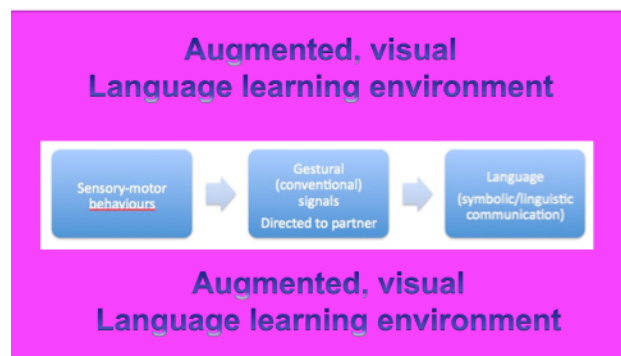 Augmented, visual
Language learning environment
Sensory-motor
behaviours
Gestural
(conventional)
signals
Directed to partner
Language
(symbolic/linguistic
communication)
Augmented, visual
Language learning environment